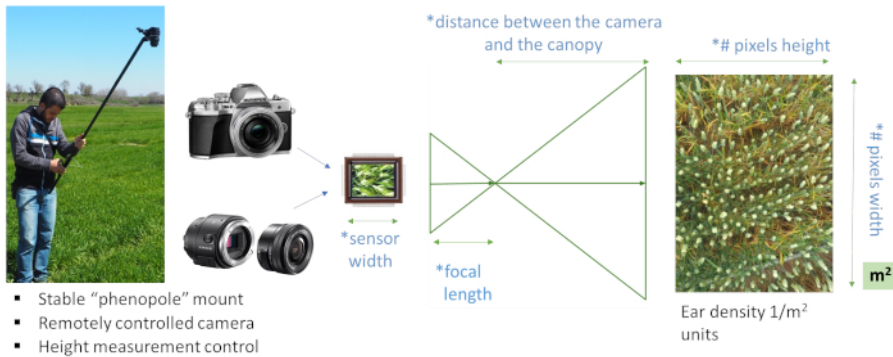 *distance between the camera
and the canopy
*# pixels height
*# pixels width
*sensor
width
*focal
length
m²
▪ Stable “phenopole” mount
▪ Remotely controlled camera
▪ Height measurement control
Ear density 1/m²
units